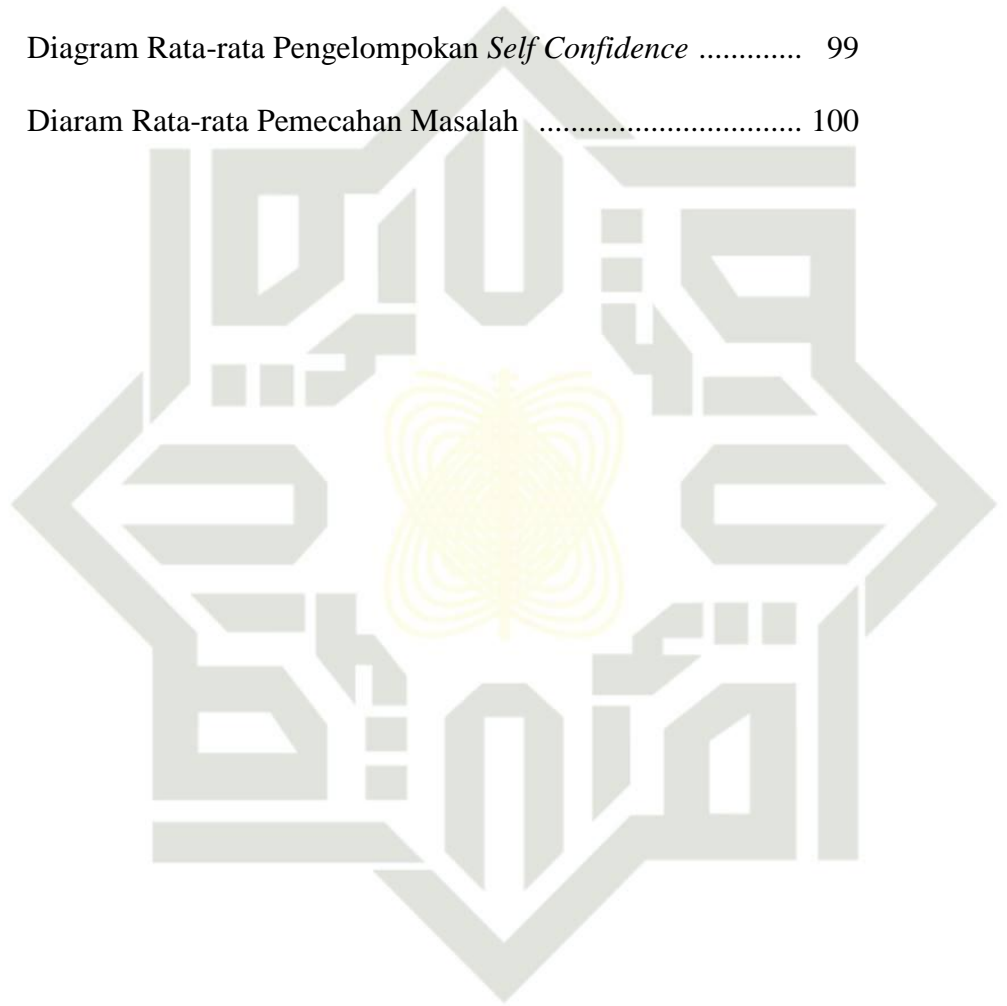 Diagram Rata-rata Pengelompokan Self Confidence ............. 99
Diaram Rata-rata Pemecahan Masalah ................................. 100